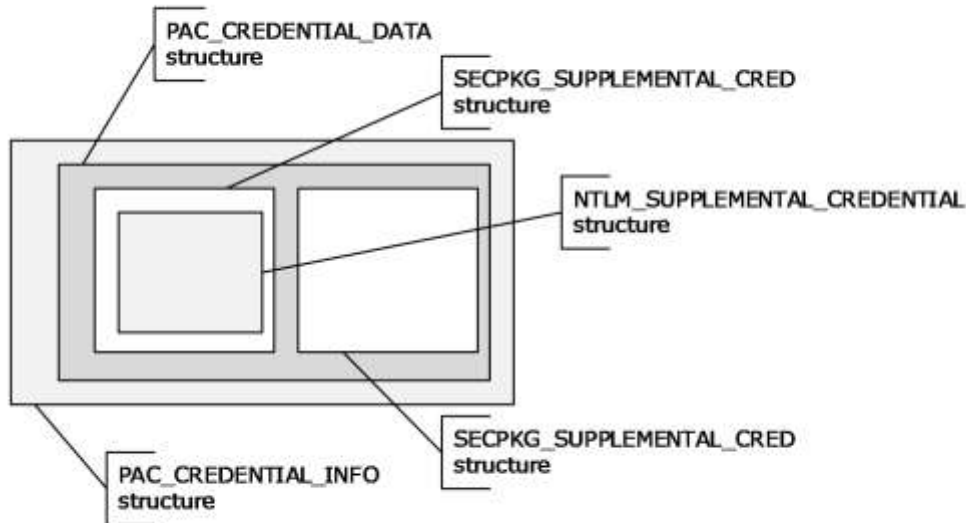 PAC_CREDENTIAL_DATA
structure
SECPKG_SUPPLEMENTAL_CRED
structure
NTLM_SUPPLEMENTAL_CREDENTIAL
structure
SECPKG_SUPPLEMENTAL_CRED
structure
PAC_CREDENTIAL_INFO
structure